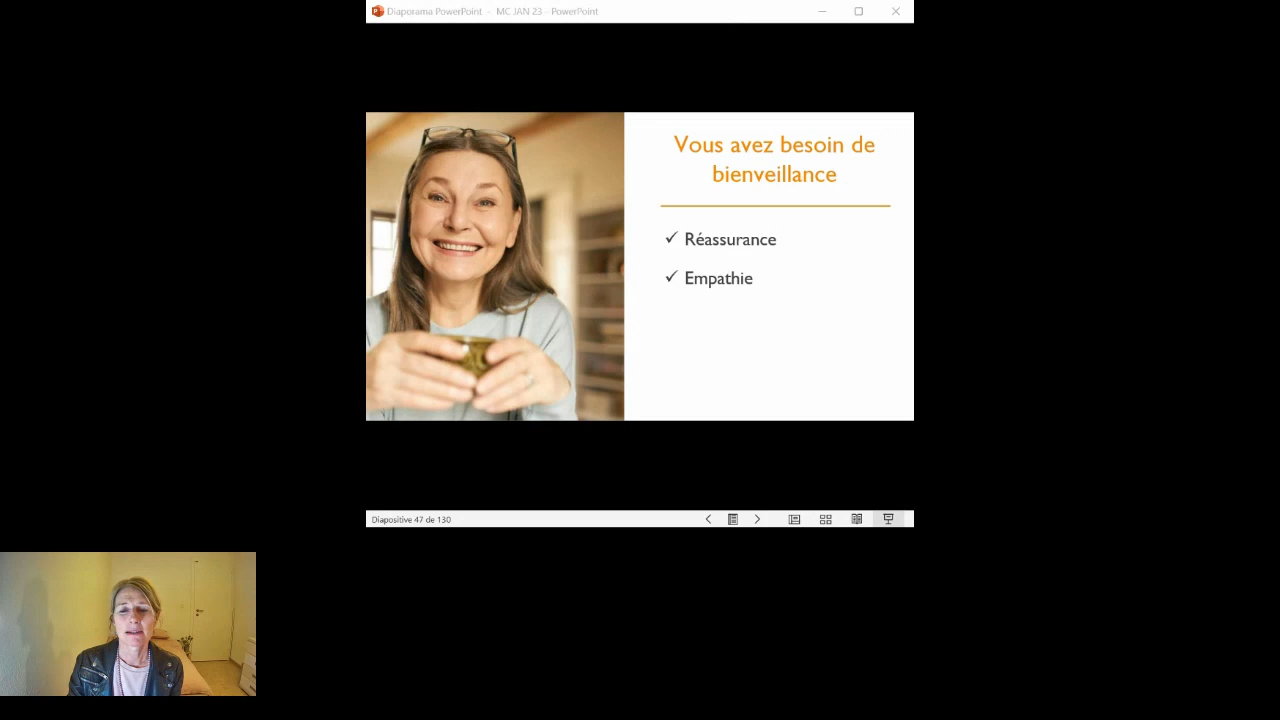 Diaporama PowerPoint - MC JAN 23 - PowerPoint
Vous avez besoin de
bienveillance
✓ Réassurance
✓ Empathie
Diapositive 47 de 130